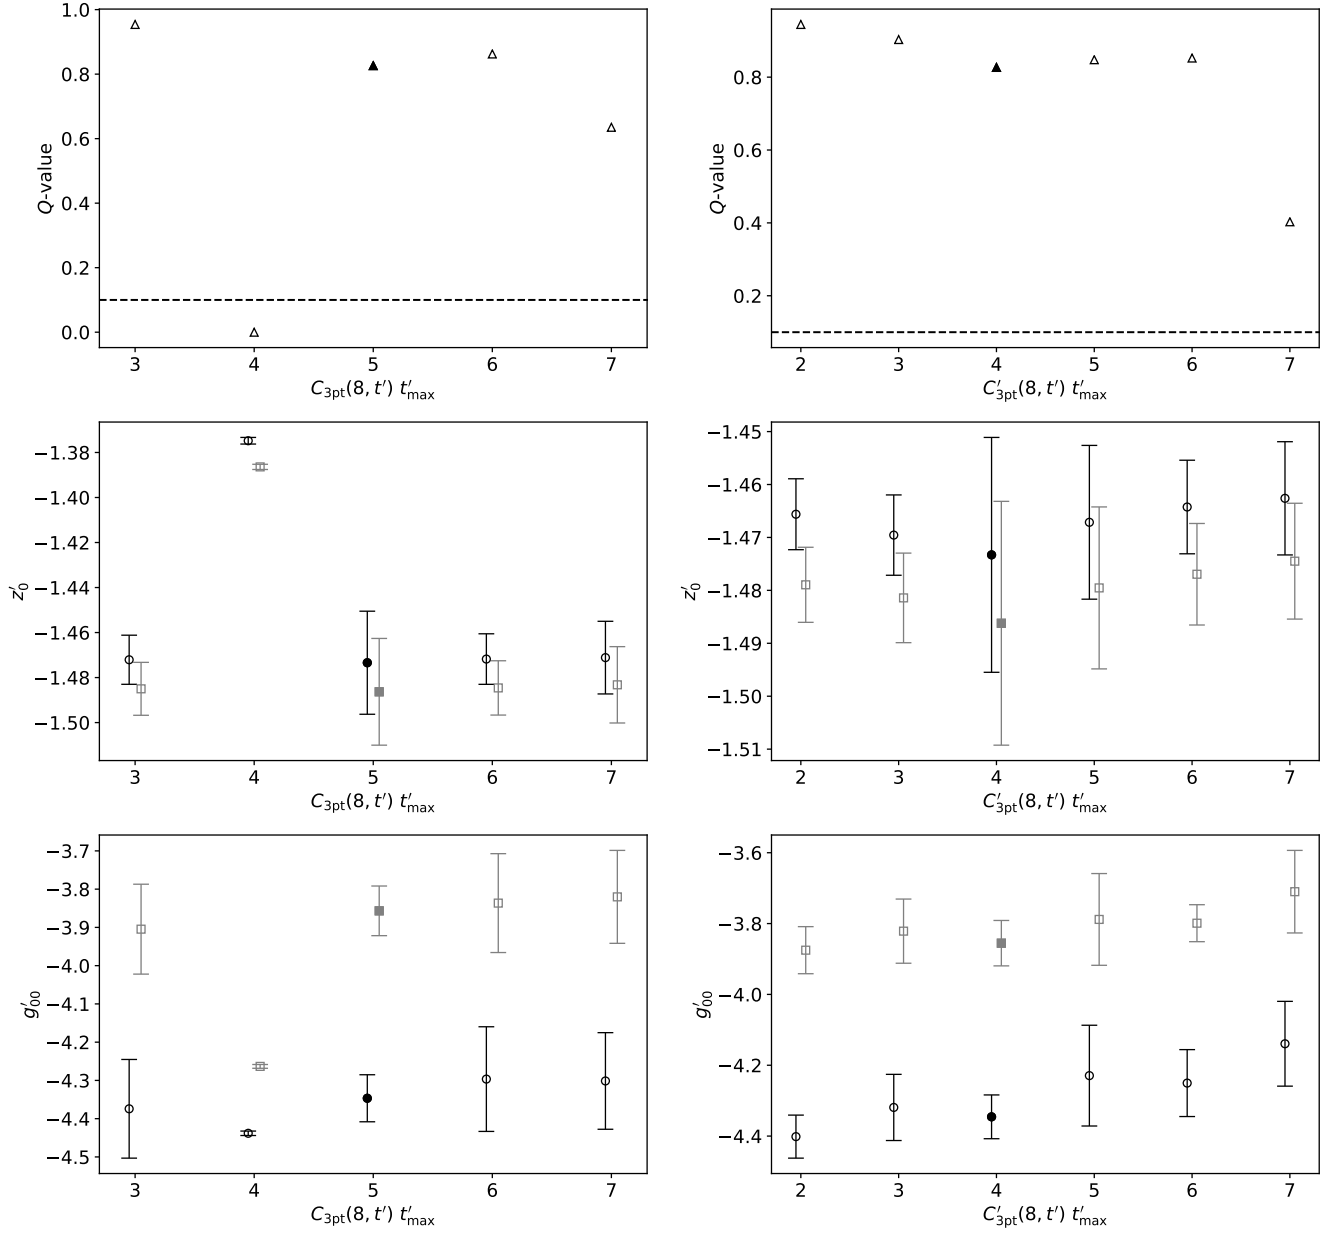 1.0
0.8
0.6
0.4
0.2
0.0
Q-value
3 4 5 6 7
C₃ₚₜ(8, t′) t′ₘₐₓ
0.8
0.6
0.4
0.2
Q-value
2 3 4 5 6 7
C′₃ₚₜ(8, t′) t′ₘₐₓ
−1.38
−1.40
−1.42
−1.44
−1.46
−1.48
−1.50
z′₀
3 4 5 6 7
C₃ₚₜ(8, t′) t′ₘₐₓ
−1.45
−1.46
−1.47
−1.48
−1.49
−1.50
−1.51
z′₀
2 3 4 5 6 7
C′₃ₚₜ(8, t′) t′ₘₐₓ
−3.7
−3.8
−3.9
−4.0
−4.1
−4.2
−4.3
−4.4
−4.5
g′₀₀
3 4 5 6 7
C₃ₚₜ(8, t′) t′ₘₐₓ
−3.6
−3.8
−4.0
−4.2
−4.4
g′₀₀
2 3 4 5 6 7
C′₃ₚₜ(8, t′) t′ₘₐₓ